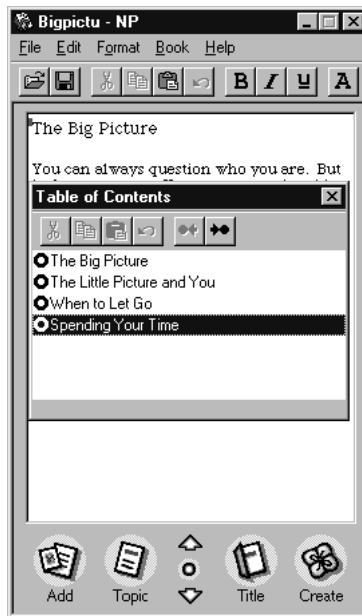 Bigpictu - NP
File Edit Format Book Help
B I U A
The Big Picture
You can always question who you are. But
Table of Contents
The Big Picture
The Little Picture and You
When to Let Go
Spending Your Time
Add Topic Title Create